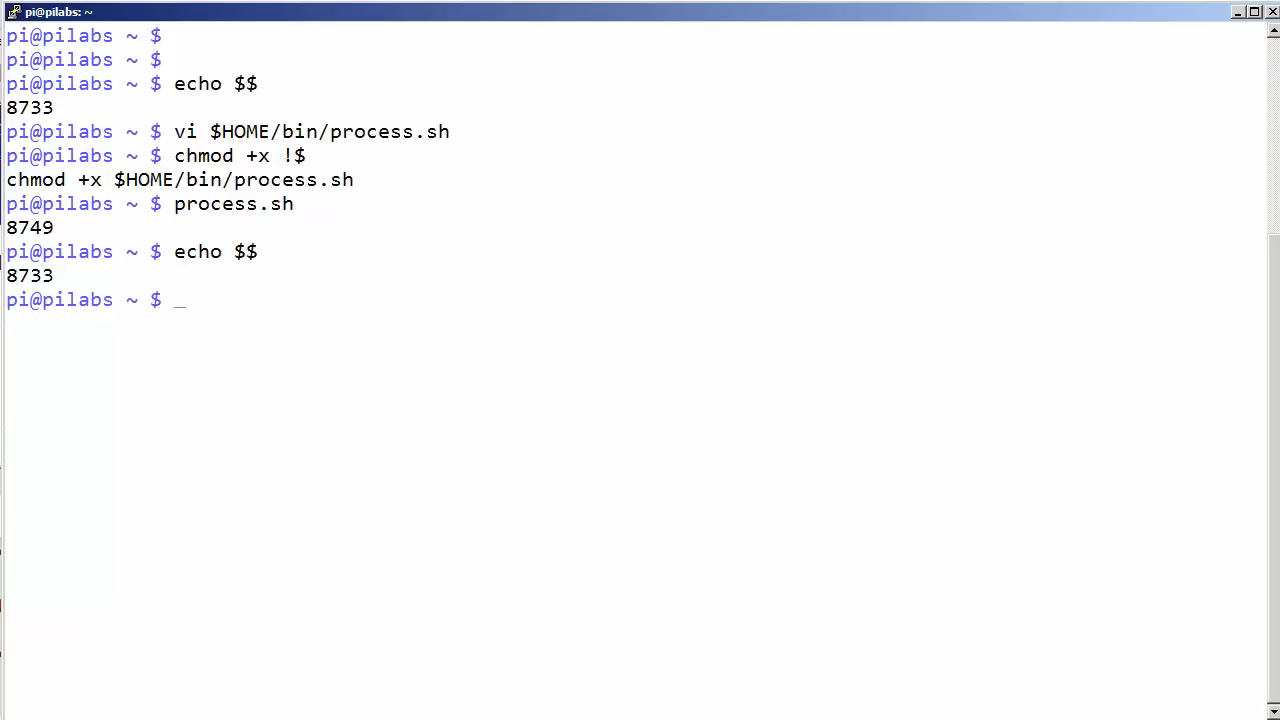 pi@pilabs: ~
pi@pilabs ~ $
pi@pilabs ~ $
pi@pilabs ~ $ echo $$
8733
pi@pilabs ~ $ vi $HOME/bin/process.sh
pi@pilabs ~ $ chmod +x !$
chmod +x $HOME/bin/process.sh
pi@pilabs ~ $ process.sh
8749
pi@pilabs ~ $ echo $$
8733
pi@pilabs ~ $ _